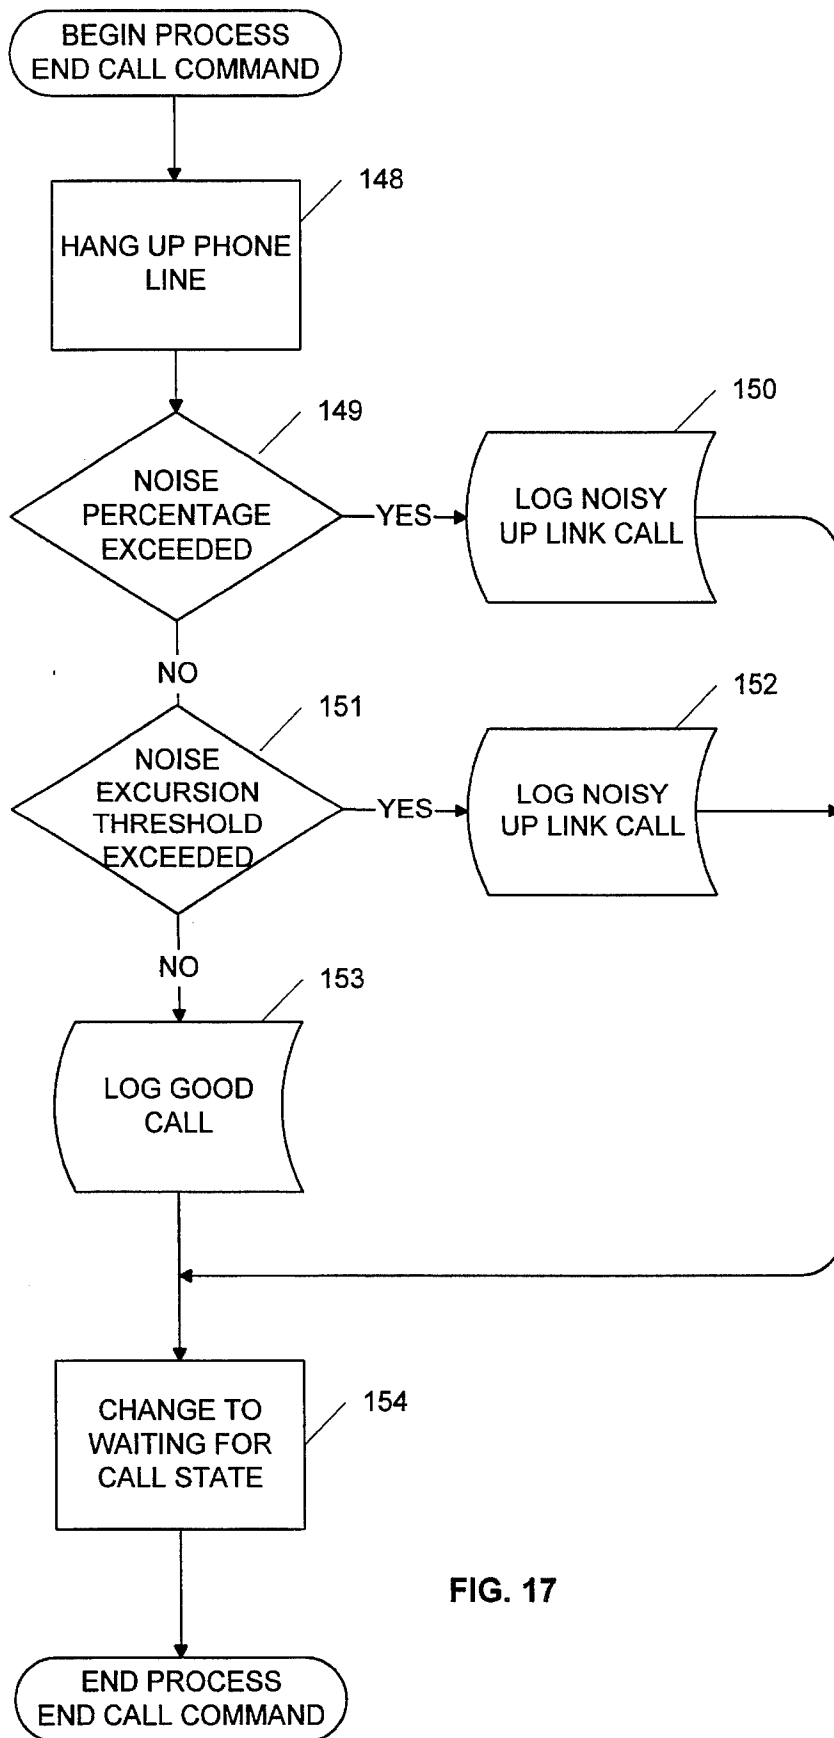 BEGIN PROCESS
END CALL COMMAND
148
HANG UP PHONE
LINE
149
NOISE
PERCENTAGE
EXCEEDED
YES
150
LOG NOISY
UP LINK CALL
NO
151
NOISE
EXCURSION
THRESHOLD
EXCEEDED
YES
152
LOG NOISY
UP LINK CALL
NO
153
LOG GOOD
CALL
154
CHANGE TO
WAITING FOR
CALL STATE
FIG. 17
END PROCESS
END CALL COMMAND